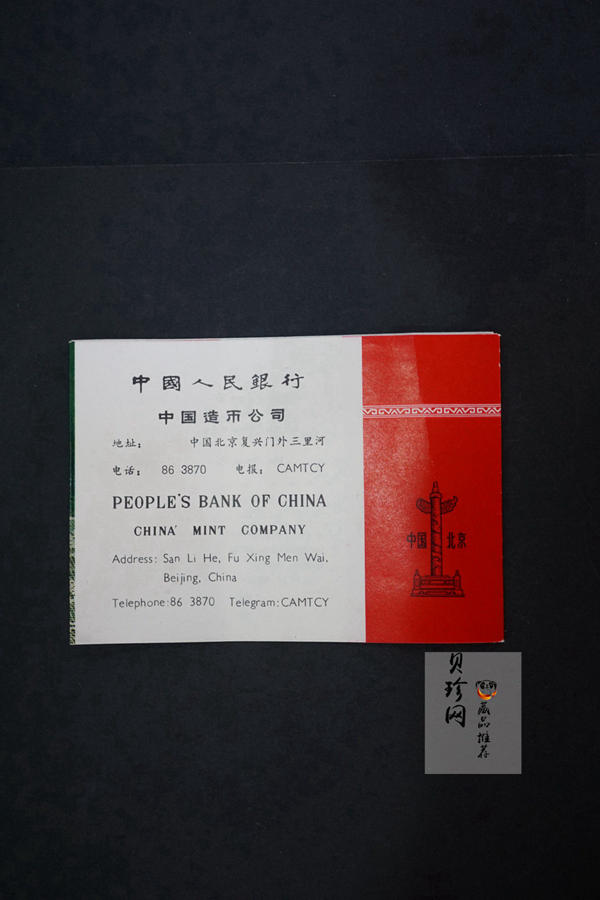 中國人民銀行
中国造币公司
地址: 中国北京复兴门外三里河
电话: 86 3870 电报: CAMTCY
PEOPLE'S BANK OF CHINA
CHINA MINT COMPANY
Address: San Li He, Fu Xing Men Wai,
Beijing, China
Telephone:86 3870 Telegram:CAMTCY
中国 北京
贝珍网
藏品推荐